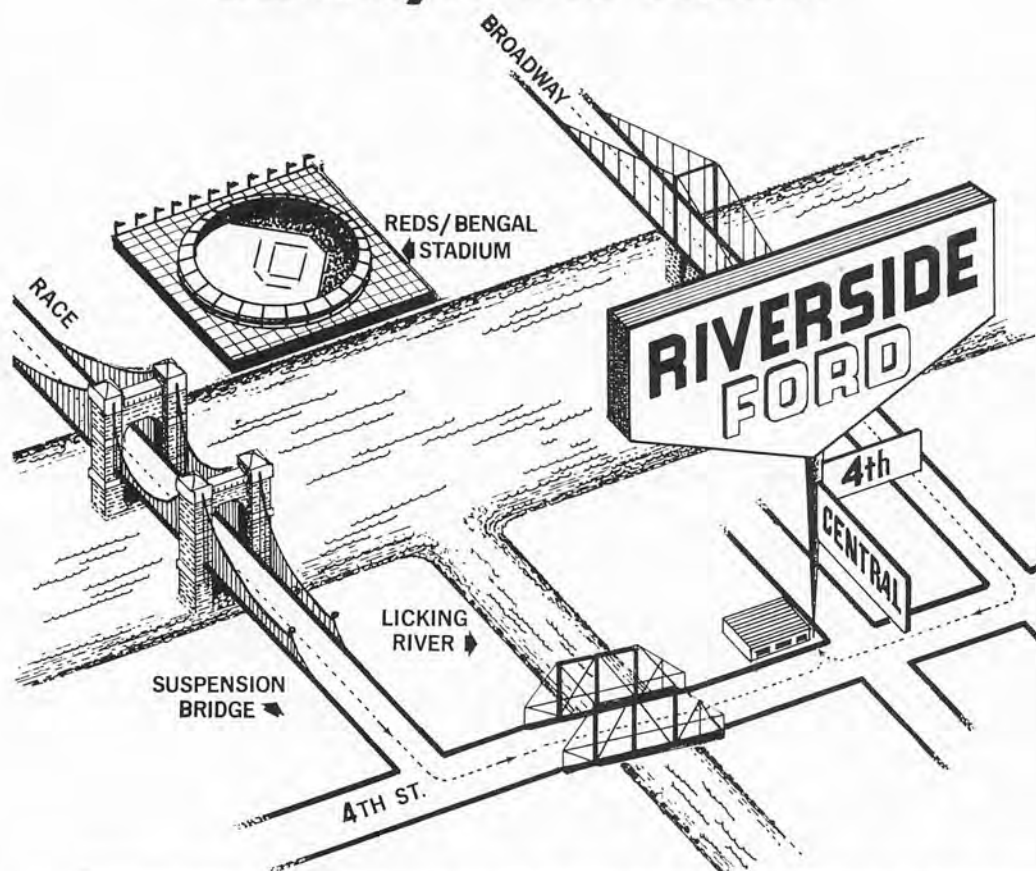 BROADWAY
REDS/BENGAL
STADIUM
RACE
RIVERSIDE
FORD
4th
CENTRAL
LICKING
RIVER
SUSPENSION
BRIDGE
4TH ST.